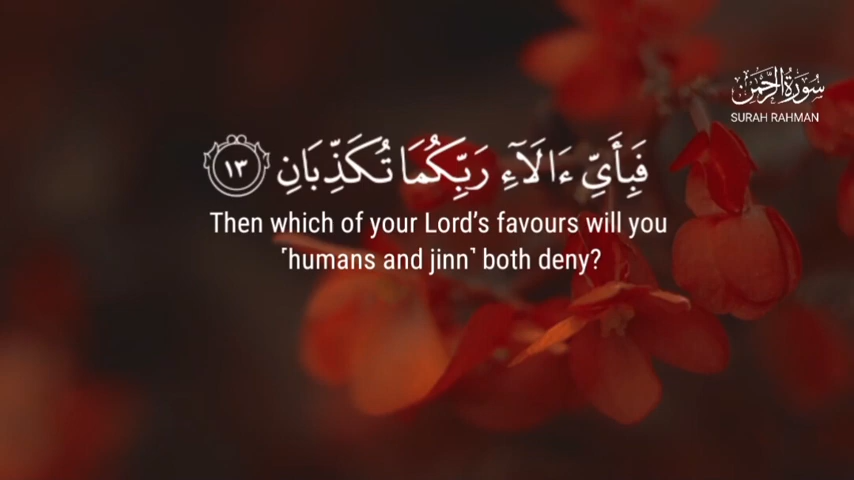 سُورَةُ الرَّحْمَٰن
SURAH RAHMAN
فَبِأَيِّ ءَالَآءِ رَبِّكُمَا تُكَذِّبَانِ ١٣
Then which of your Lord’s favours will you
˹humans and jinn˺ both deny?